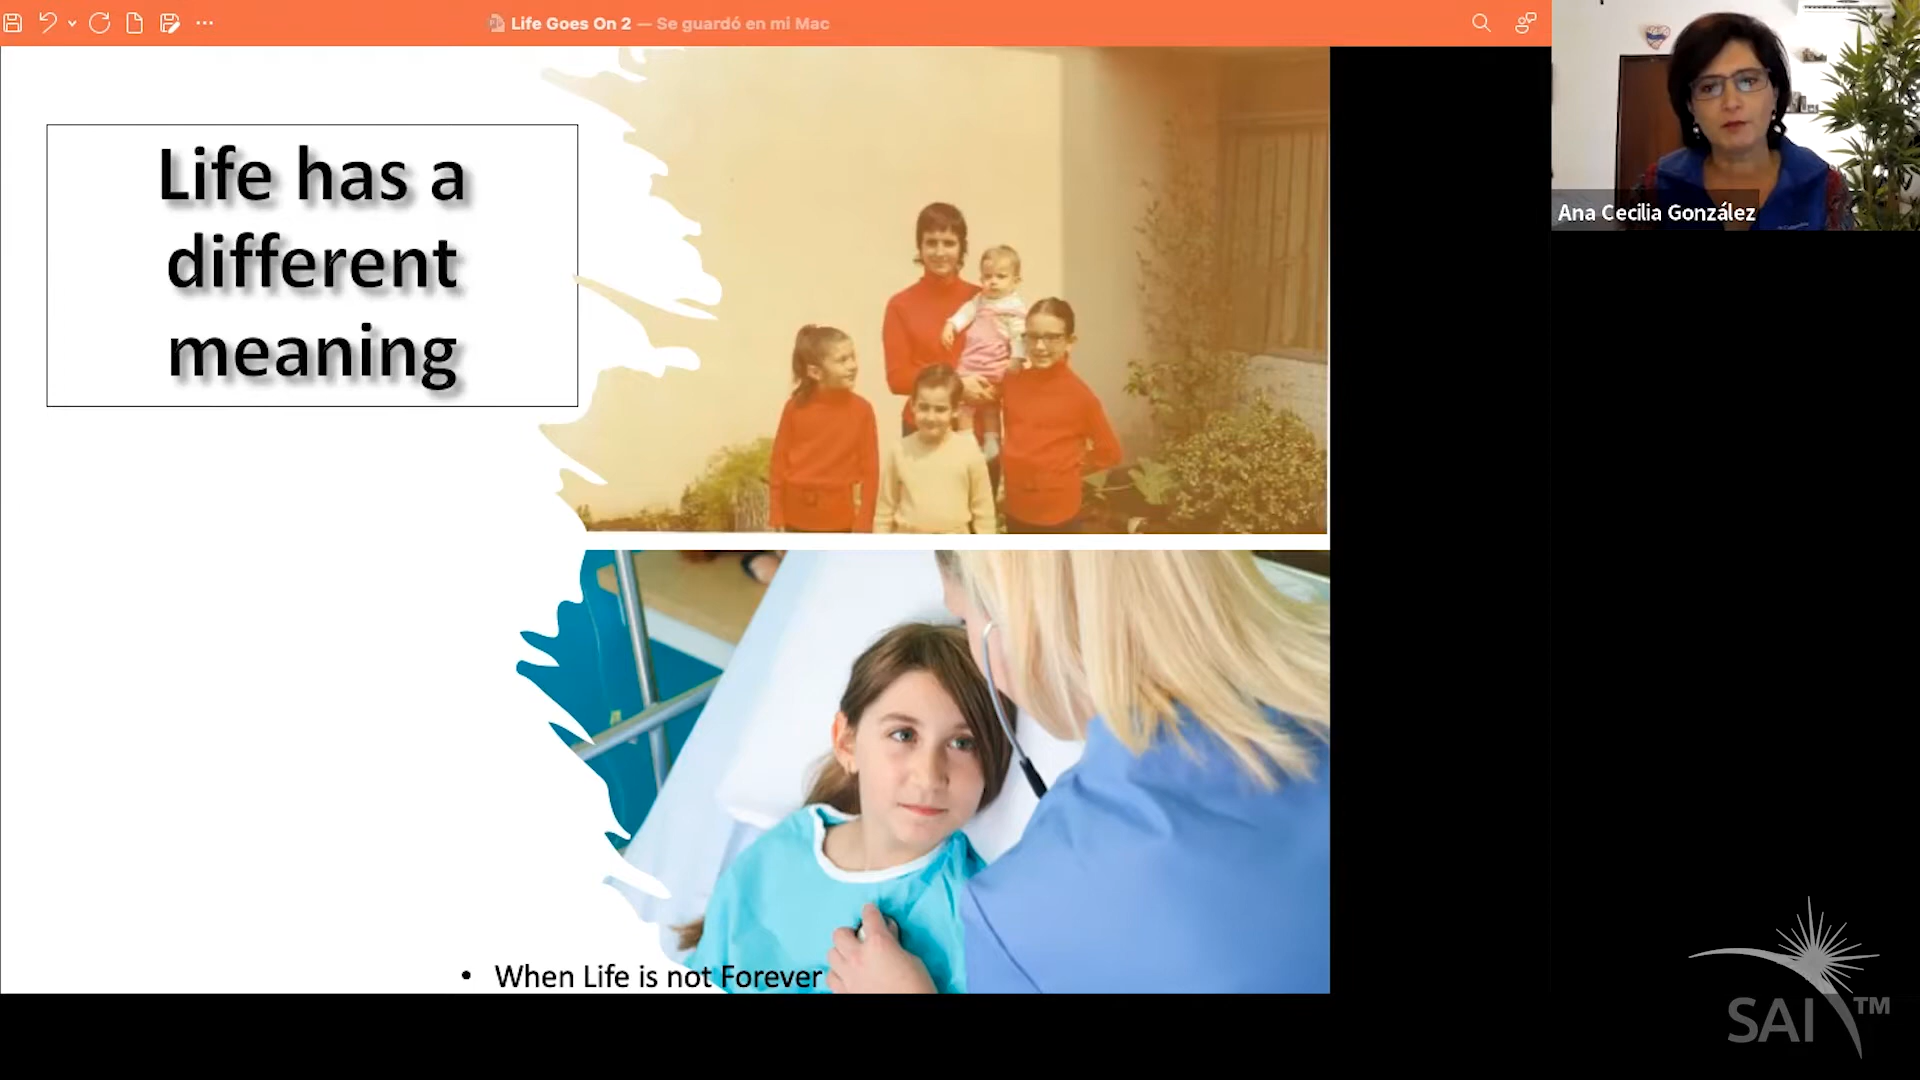 Life Goes On 2 — Se guardó en mi Mac
Life has a
different
meaning
• When Life is not Forever
Ana Cecilia González
SAI™